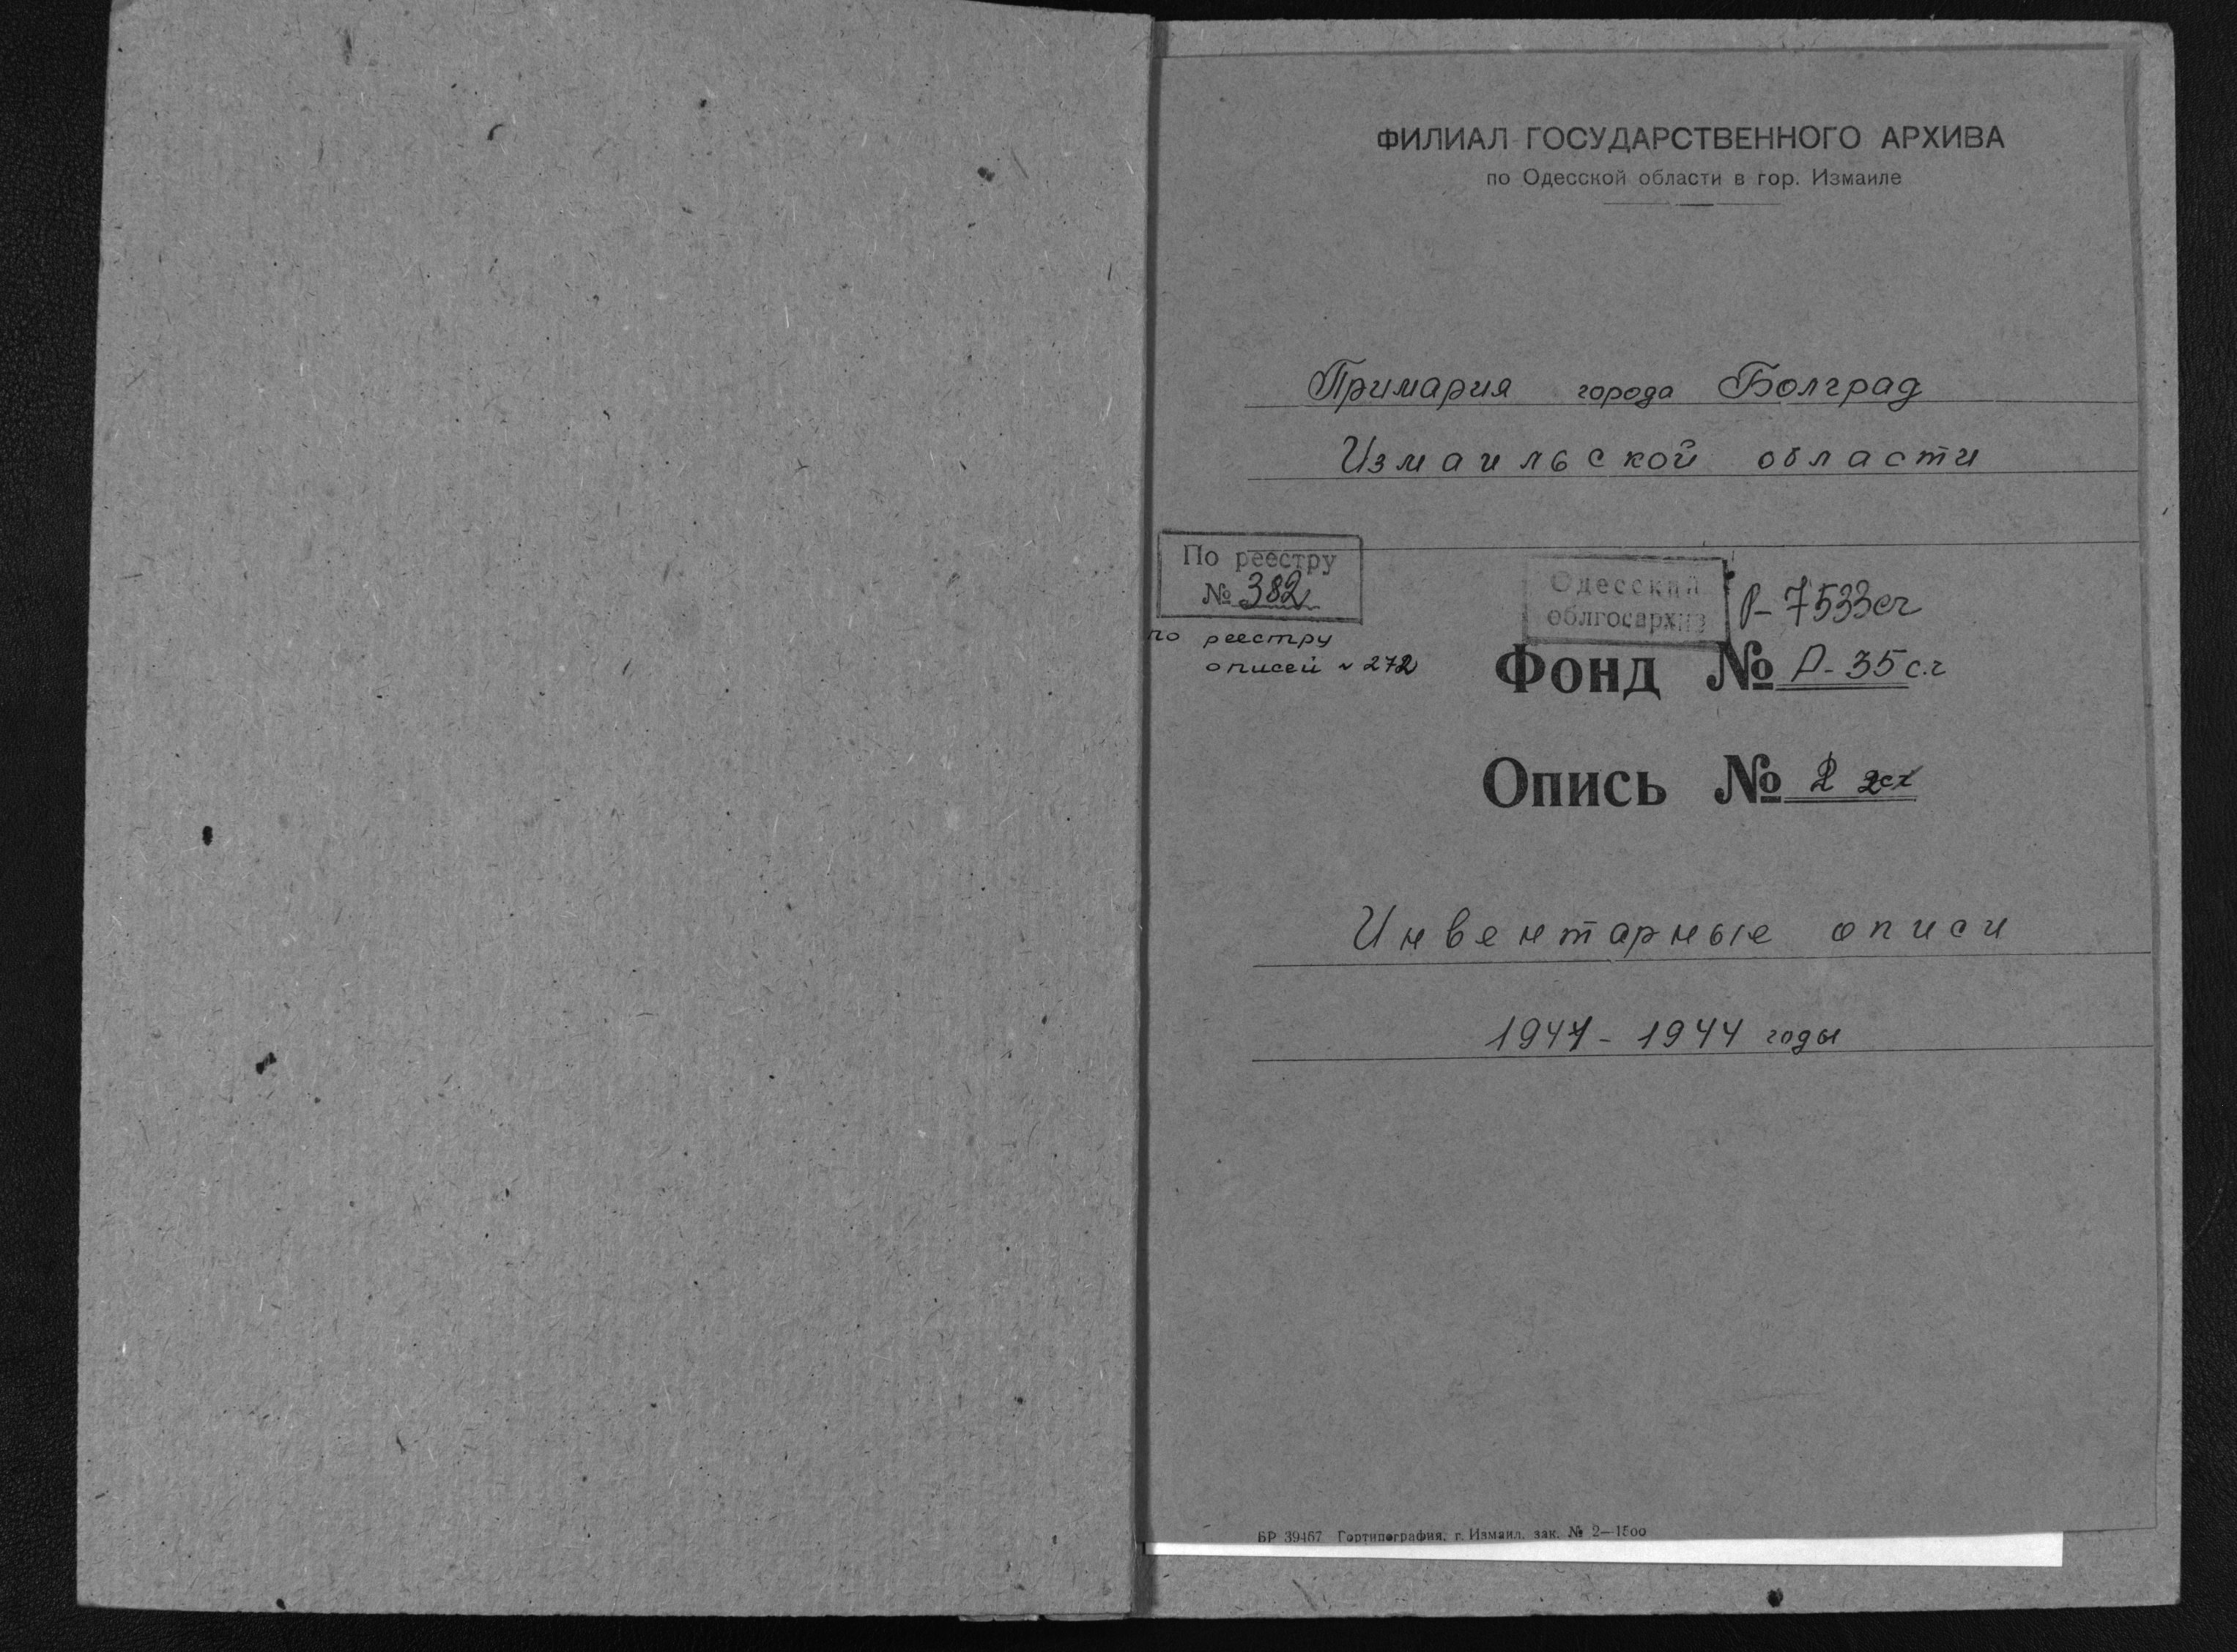 ФИЛИАЛ ГОСУДАРСТВЕННОГО АРХИВА
по Одесской области в гор. Измаиле
Примария города Болград
Измаильской области
По реестру
№ 382
по реестру
описей № 272
Одесский
облгосархив
Р-7533сч
Фонд № Р-35 с.ч
Опись № 2
Инвентарные описи
1941 - 1944 годы
БР 39467 Гортипография, г. Измаил, зак. № 2—1500